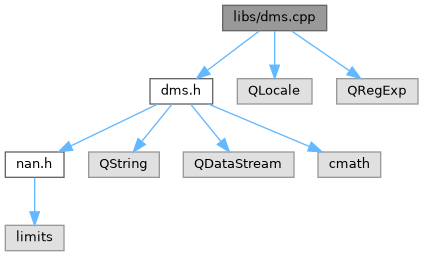 libs/dms.cpp
dms.h
QLocale
QRegExp
nan.h
QString
QDataStream
cmath
limits